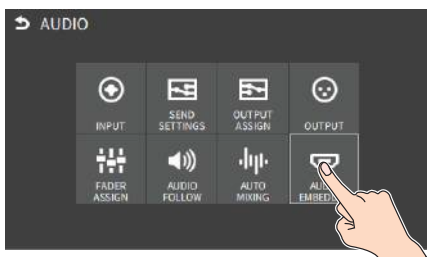 AUDIO
INPUT
SEND
SETTINGS
OUTPUT
ASSIGN
OUTPUT
FADER
ASSIGN
AUDIO
FOLLOW
AUTO
MIXING